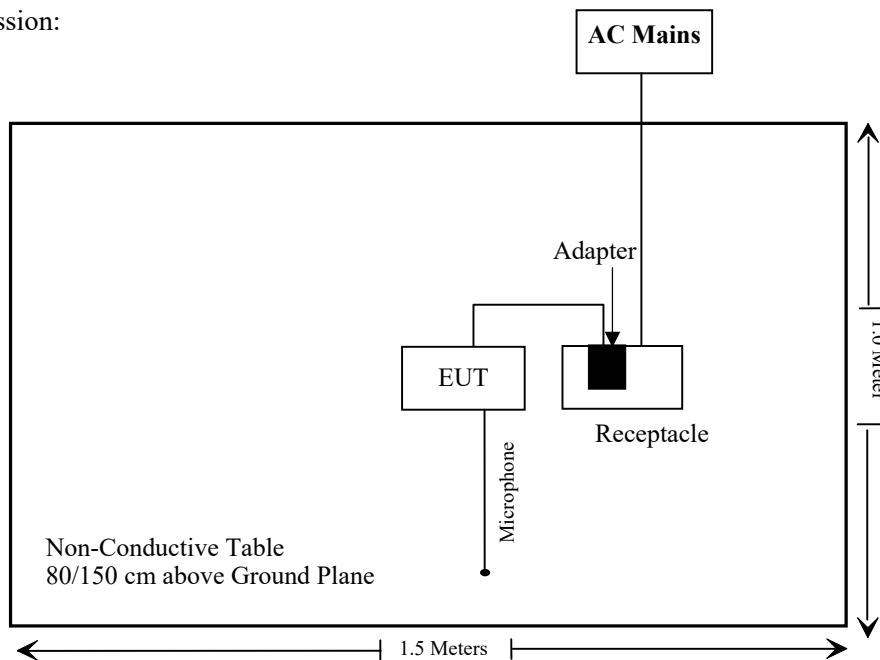 ssion:
AC Mains
Adapter
EUT
Receptacle
Microphone
Non-Conductive Table
80/150 cm above Ground Plane
1.5 Meters
Meter